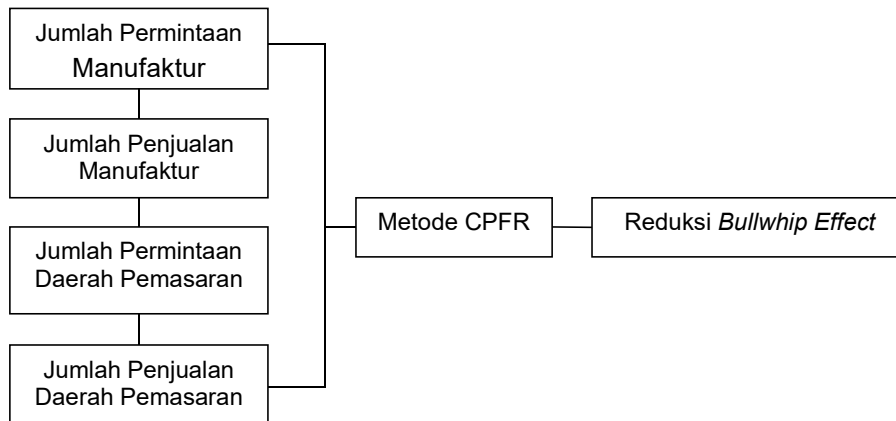 Jumlah Permintaan
Manufaktur
Jumlah Penjualan
Manufaktur
Jumlah Permintaan
Daerah Pemasaran
Jumlah Penjualan
Daerah Pemasaran
Metode CPFR
Reduksi Bullwhip Effect